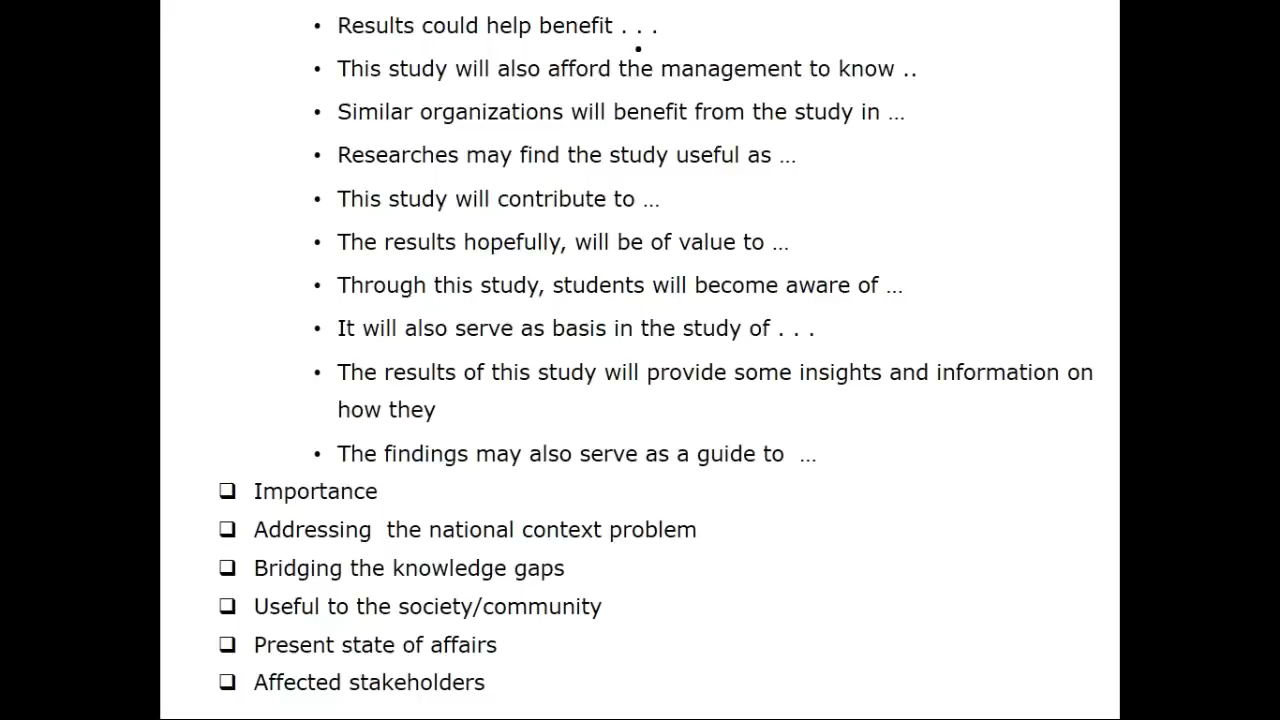 • Results could help benefit . . .
• This study will also afford the management to know ..
• Similar organizations will benefit from the study in …
• Researches may find the study useful as …
• This study will contribute to …
• The results hopefully, will be of value to …
• Through this study, students will become aware of …
• It will also serve as basis in the study of . . .
• The results of this study will provide some insights and information on
how they
• The findings may also serve as a guide to …
❑ Importance
❑ Addressing the national context problem
❑ Bridging the knowledge gaps
❑ Useful to the society/community
❑ Present state of affairs
❑ Affected stakeholders